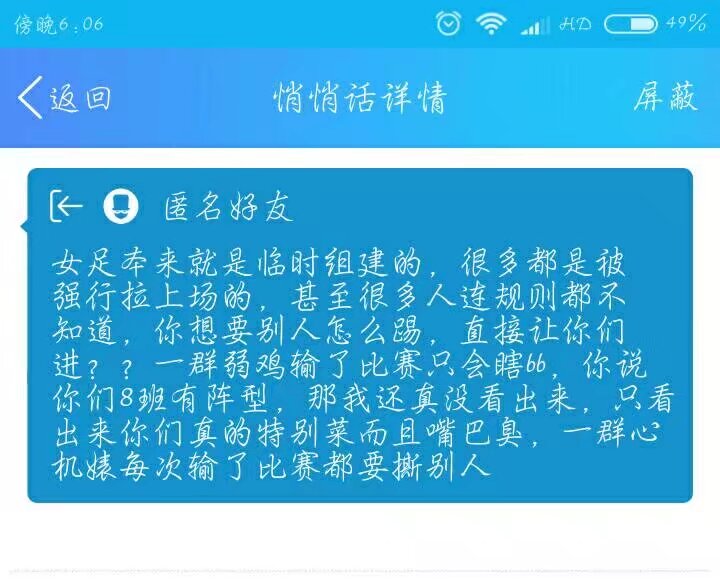 傍晚6:06
HD
49%
返回
悄悄话详情
屏蔽
匿名好友
女足本来就是临时组建的，很多都是被
强行拉上场的，甚至很多人连规则都不
知道，你想要别人怎么踢，直接让你们
进？？一群弱鸡输了比赛只会瞎bb，你说
你们8班有阵型，那我还真没看出来，只看
出来你们真的特别菜而且嘴巴臭，一群心
机婊每次输了比赛都要撕别人